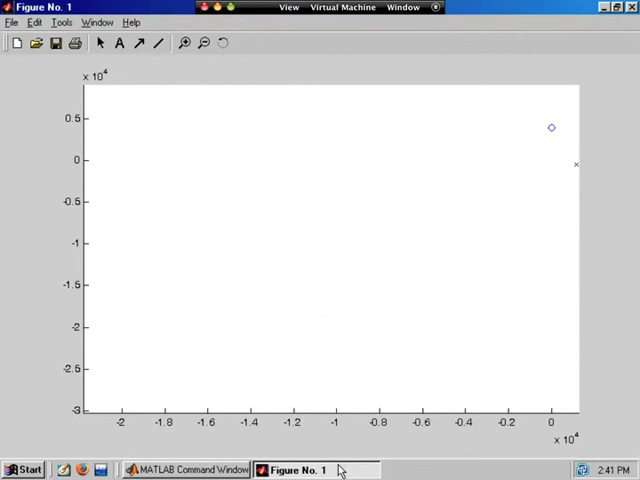 Figure No. 1
View Virtual Machine Window
File Edit Tools Window Help
A
x 10^4
0.5
0
-0.5
-1
-1.5
-2
-2.5
-3
-2 -1.8 -1.6 -1.4 -1.2 -1 -0.8 -0.6 -0.4 -0.2 0
x 10^4
Start MATLAB Command Window Figure No. 1 2:41 PM